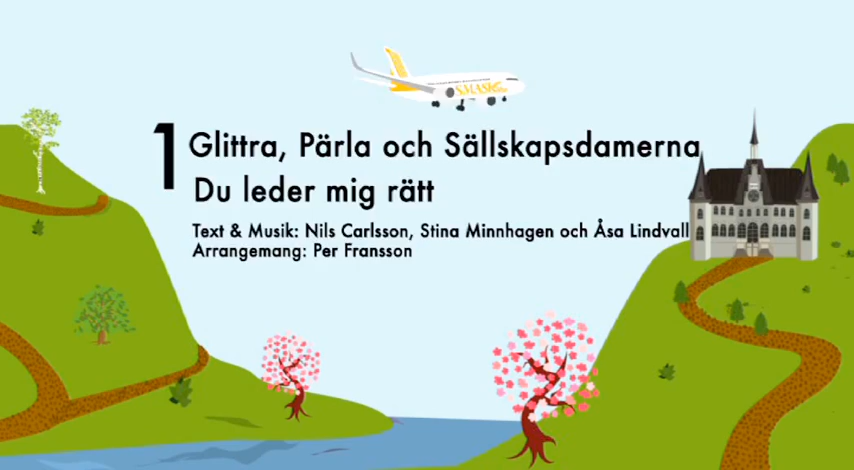 SMASK
1 Glittra, Pärla och Sällskapsdamerna
Du leder mig rätt
Text & Musik: Nils Carlsson, Stina Minnhagen och Åsa Lindvall
Arrangemang: Per Fransson